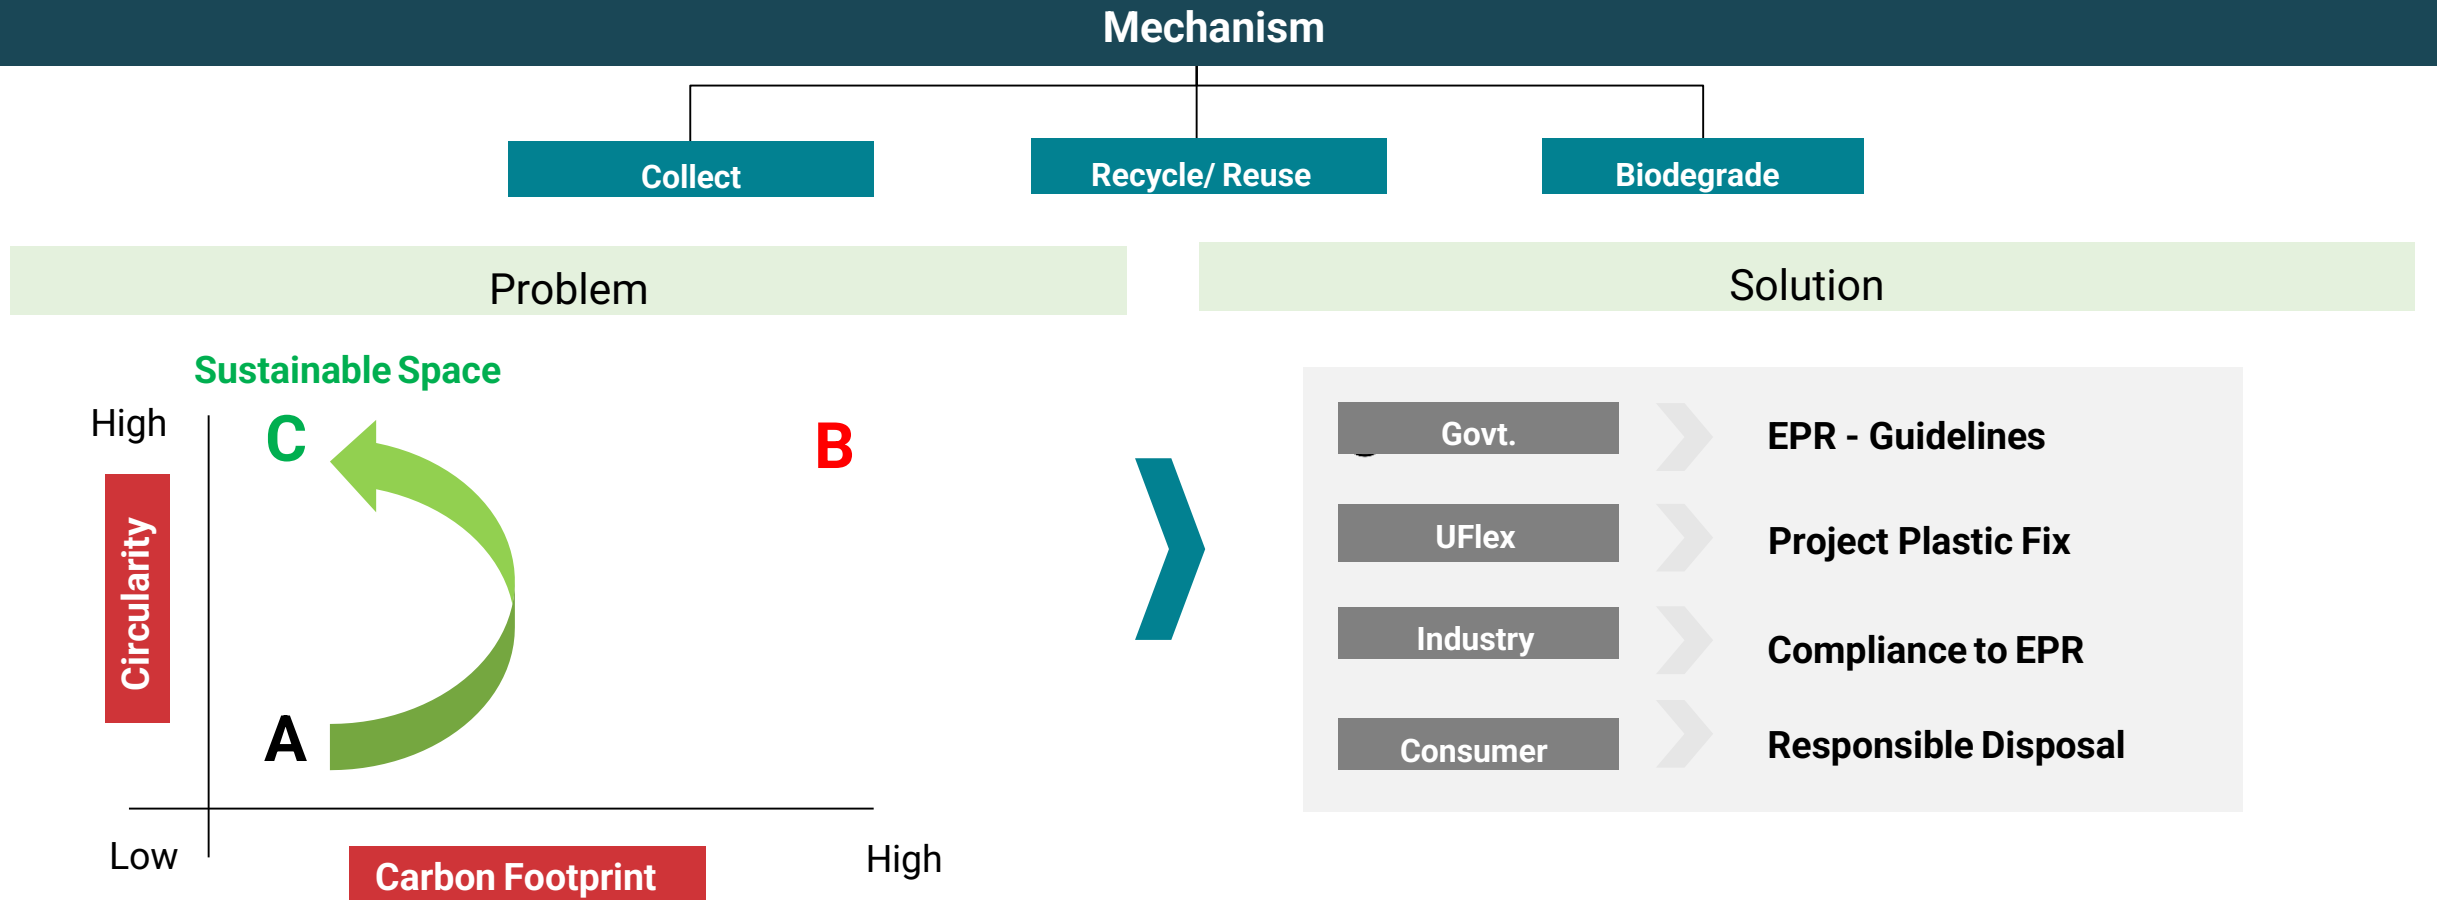 Mechanism
Collect
Recycle/ Reuse
Biodegrade
Problem
Solution
Sustainable Space
High
C
B
Circularity
A
Low
High
Carbon Footprint
Govt.
EPR - Guidelines
UFlex
Project Plastic Fix
Industry
Compliance to EPR
Consumer
Responsible Disposal